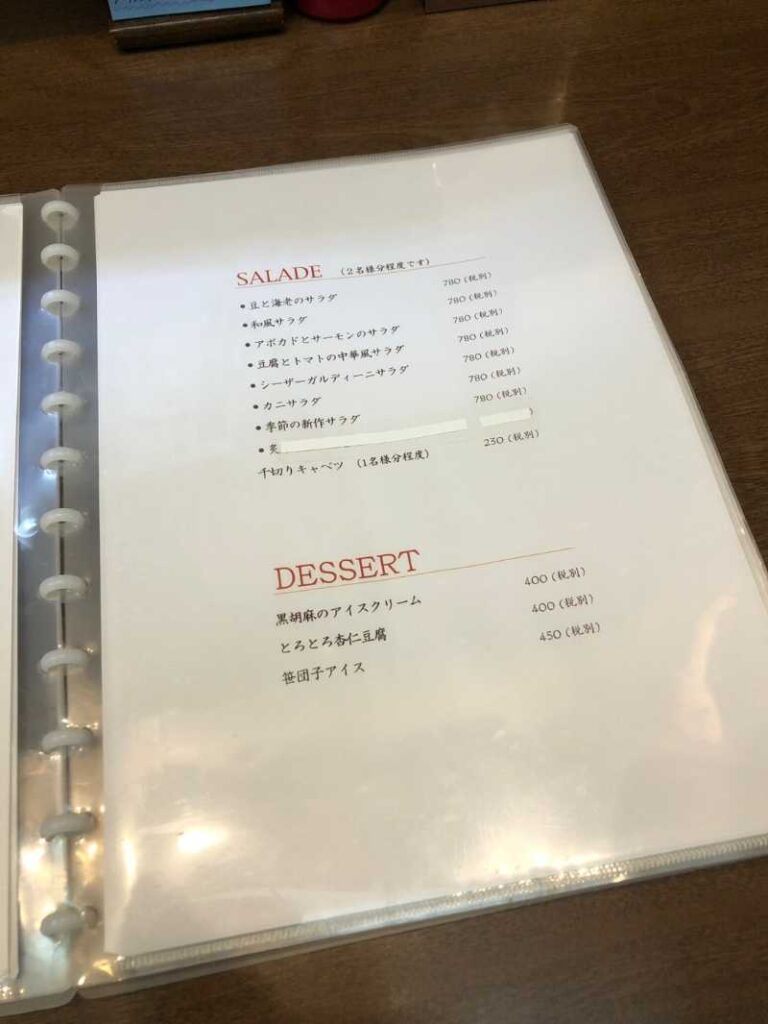 SALADE (2名様分程度です)
•豆と海老のサラダ 780 (税別)
•和風サラダ 780 (税別)
•アボカドとサーモンのサラダ 780 (税別)
•豆腐とトマトの中華風サラダ 780 (税別)
•シーザーガルディーニサラダ 780 (税別)
•カニサラダ 780 (税別)
•季節の新作サラダ 780 (税別)
•炙 )
千切りキャベツ (1名様分程度) 230 (税別)
DESSERT
黒胡麻のアイスクリーム 400 (税別)
とろとろ杏仁豆腐 400 (税別)
笹団子アイス 450 (税別)